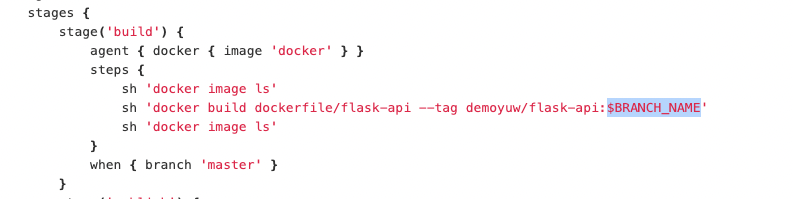 stages {
stage('build') {
agent { docker { image 'docker' } }
steps {
sh 'docker image ls'
sh 'docker build dockerfile/flask-api --tag demoyuw/flask-api:$BRANCH_NAME'
sh 'docker image ls'
}
when { branch 'master' }
}